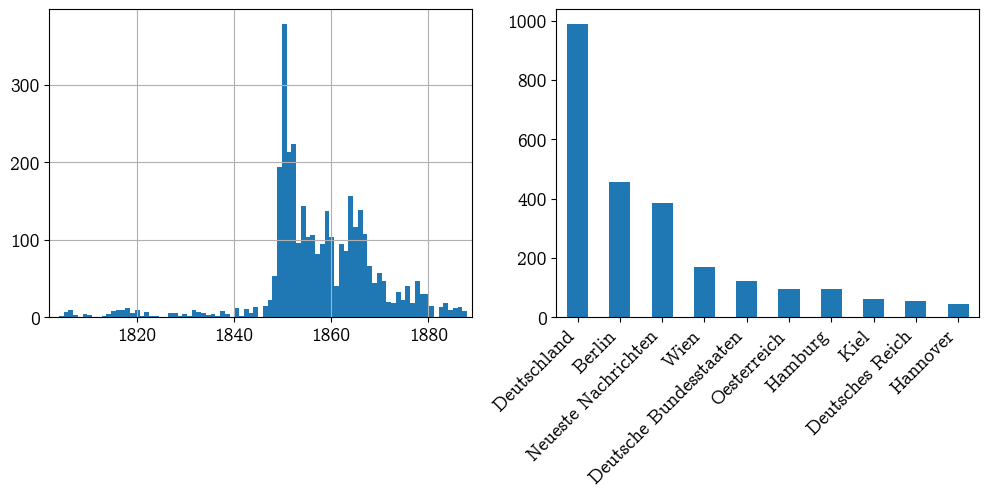 300
200
100
0
1820 1840 1860 1880
1000
800
600
400
200
0
Deutschland
Berlin
Neueste Nachrichten
Wien
Deutsche Bundesstaaten
Oesterreich
Hamburg
Kiel
Deutsches Reich
Hannover